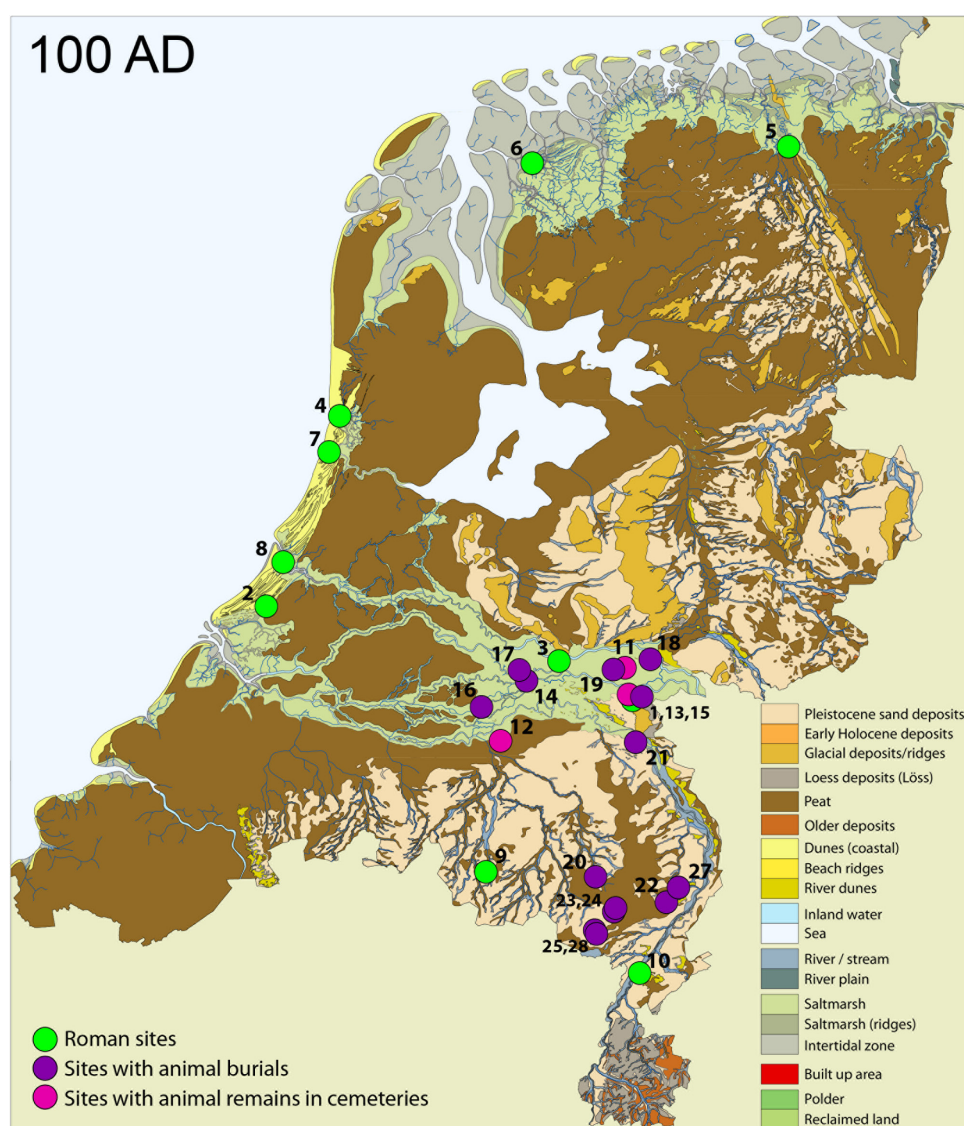 100 AD
5
6
4
7
8
2
3
17
11
18
19
14
16
1,13,15
12
21
9
20
27
22
23,24
25,28
10
Pleistocene sand deposits
Early Holocene deposits
Glacial deposits/ridges
Loess deposits (Löss)
Peat
Older deposits
Dunes (coastal)
Beach ridges
River dunes
Inland water
Sea
River / stream
River plain
Saltmarsh
Saltmarsh (ridges)
Intertidal zone
Built up area
Polder
Reclaimed land
Roman sites
Sites with animal burials
Sites with animal remains in cemeteries